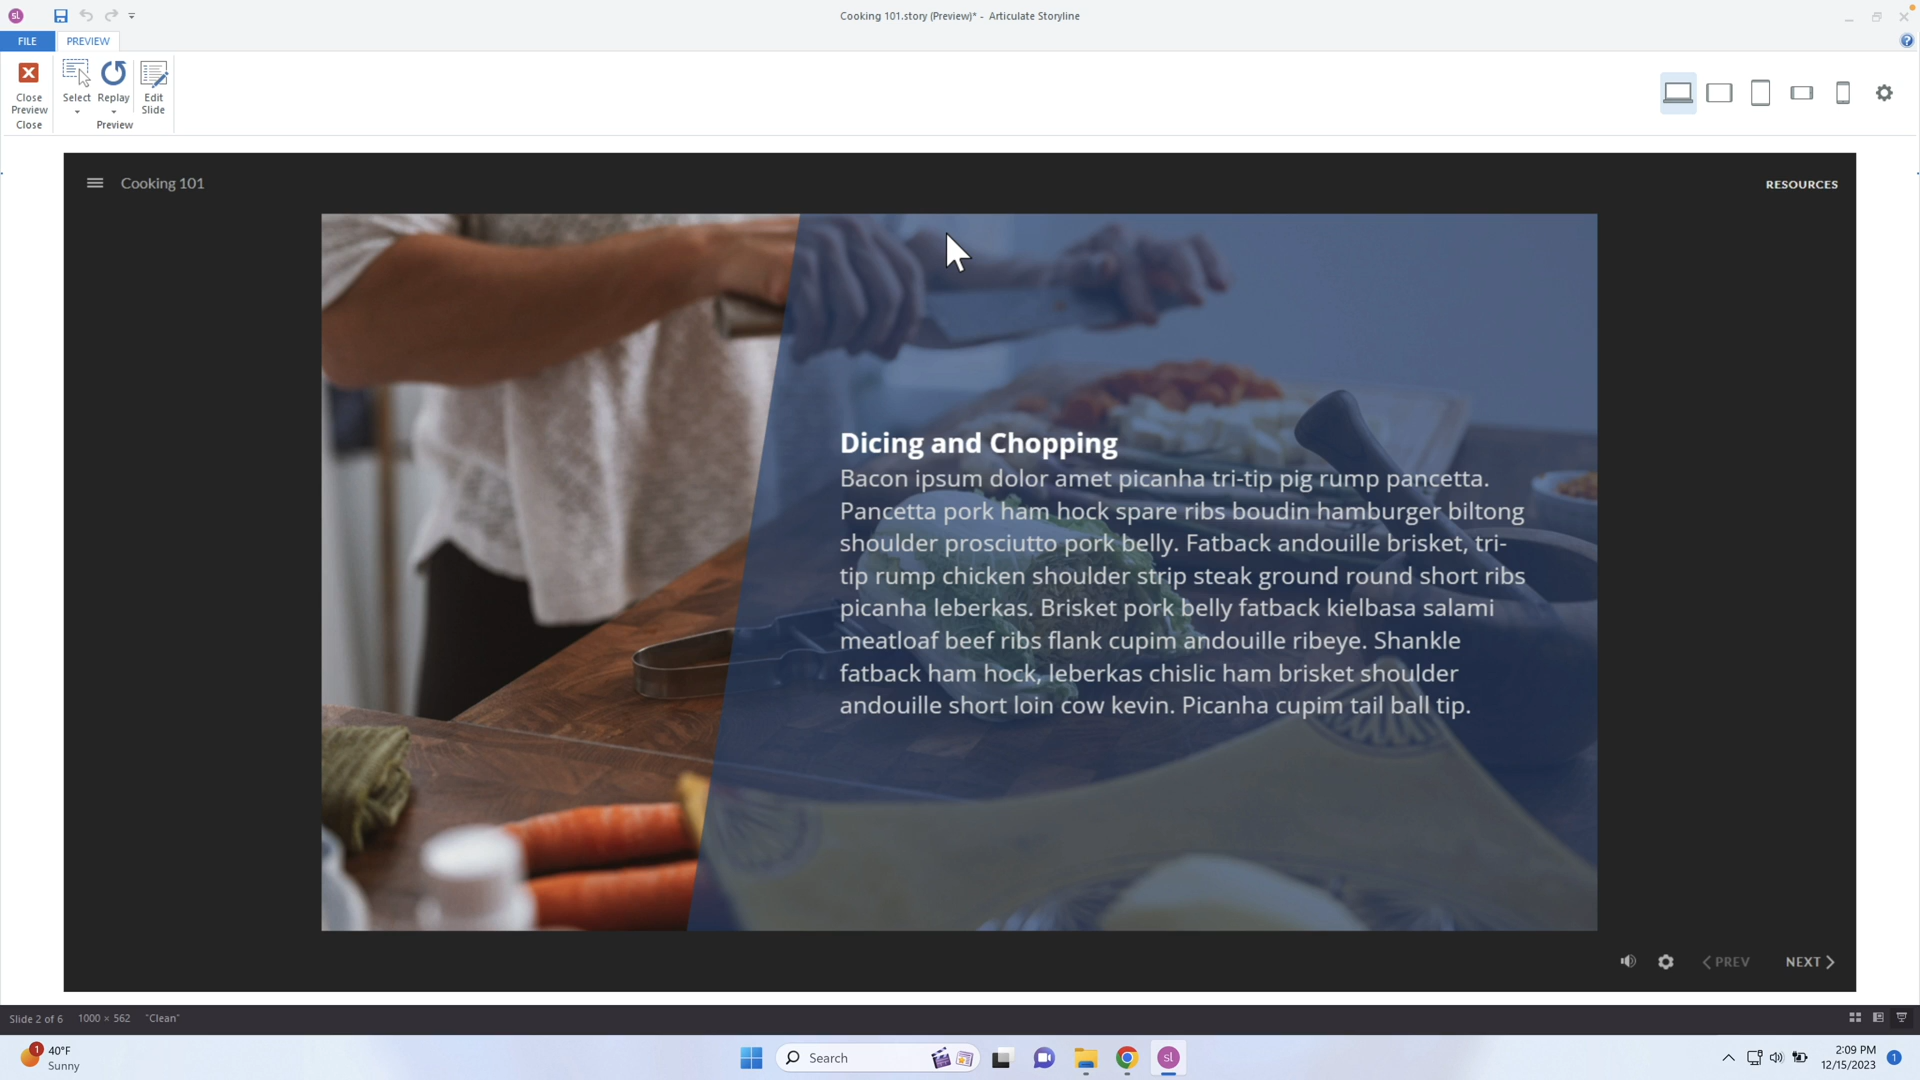 sl
Cooking 101.story (Preview)* - Articulate Storyline
FILE
PREVIEW
Close Preview
Select
Replay
Edit Slide
Close
Preview
Cooking 101
RESOURCES
Dicing and Chopping
Bacon ipsum dolor amet picanha tri-tip pig rump pancetta.
Pancetta pork ham hock spare ribs boudin hamburger biltong
shoulder prosciutto pork belly. Fatback andouille brisket, tri-
tip rump chicken shoulder strip steak ground round short ribs
picanha leberkas. Brisket pork belly fatback kielbasa salami
meatloaf beef ribs flank cupim andouille ribeye. Shankle
fatback ham hock, leberkas chislic ham brisket shoulder
andouille short loin cow kevin. Picanha cupim tail ball tip.
PREV
NEXT
Slide 2 of 6
1000 × 562
"Clean"
1
40°F
Sunny
Search
sl
2:09 PM
12/15/2023
1